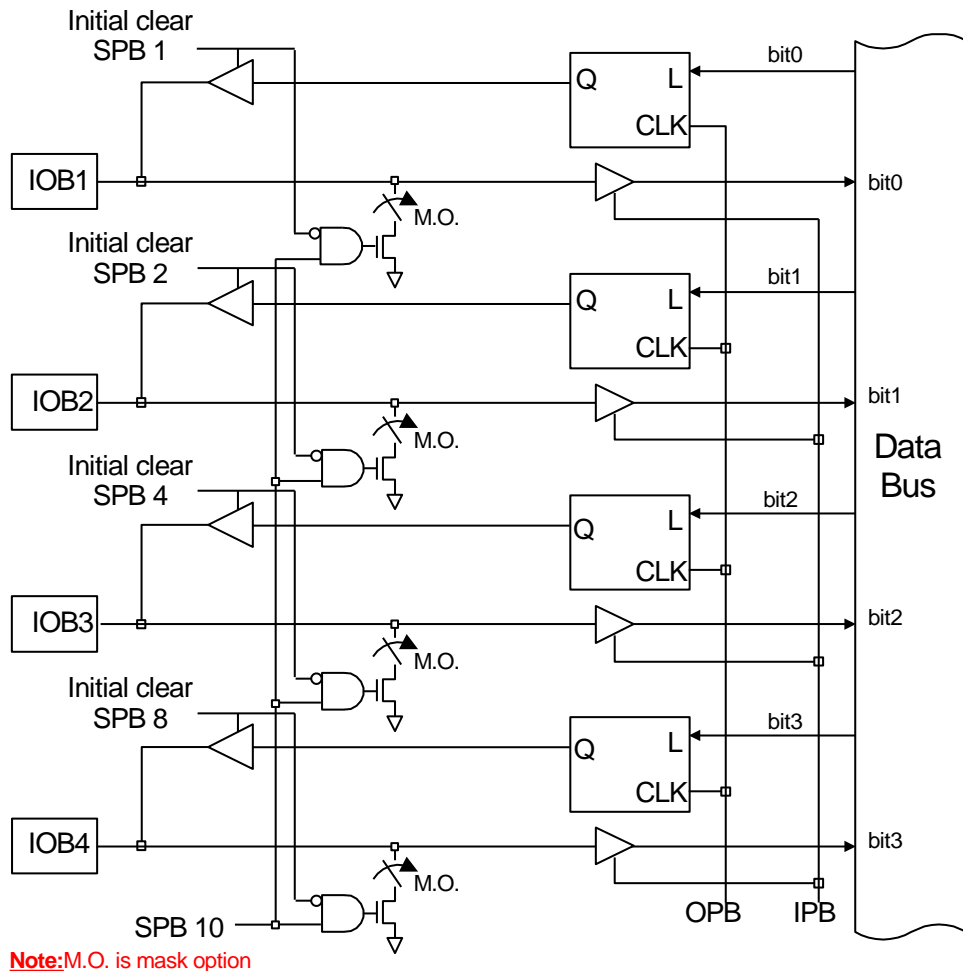 Initial clear
SPB 1
bit0
Q
L
CLK
IOB1
bit0
M.O.
Initial clear
SPB 2
bit1
Q
L
CLK
IOB2
bit1
M.O.
Data
Bus
Initial clear
SPB 4
bit2
Q
L
CLK
IOB3
bit2
M.O.
Initial clear
SPB 8
bit3
Q
L
CLK
IOB4
bit3
M.O.
SPB 10
OPB
IPB
Note:M.O. is mask option